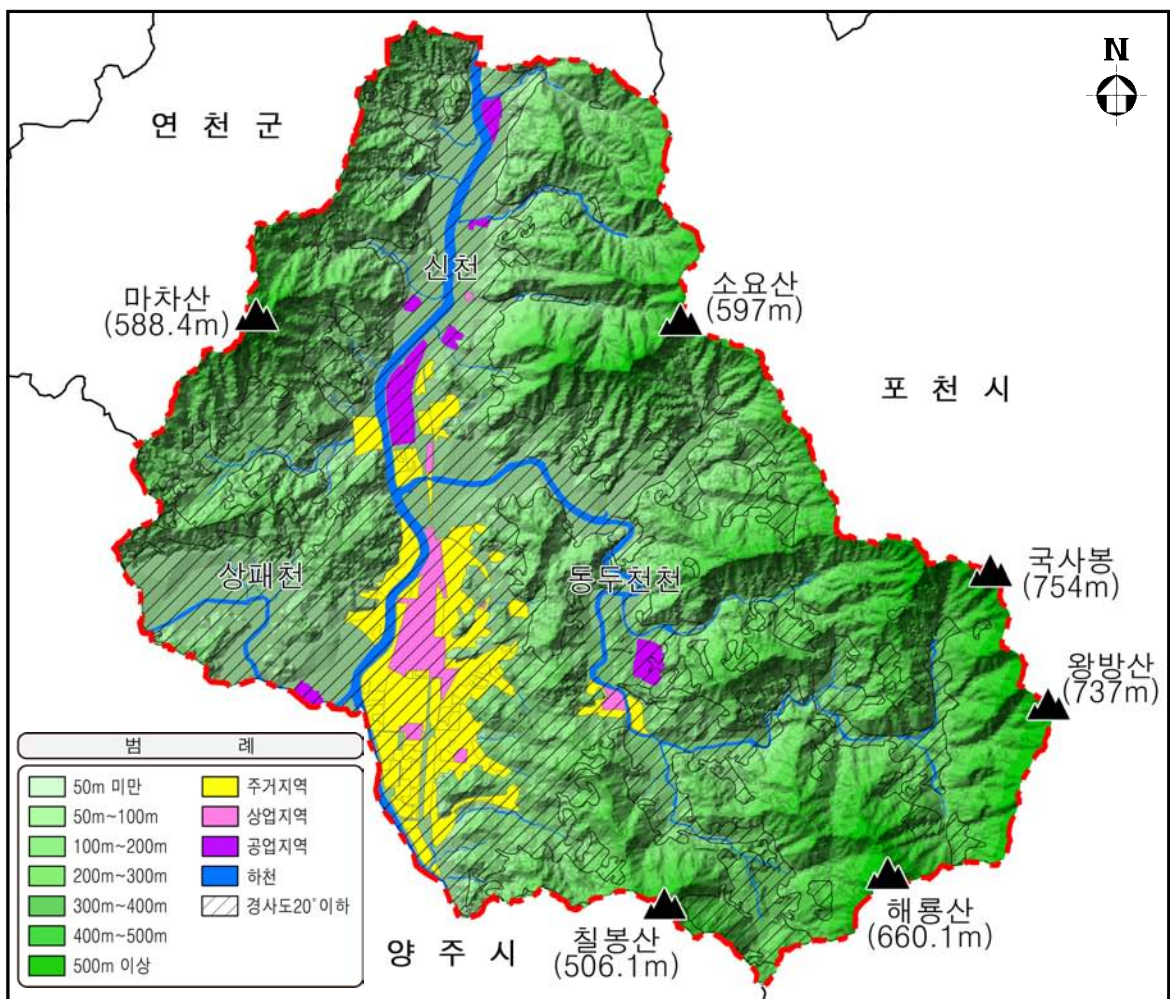 N
연천군
마차산
(588.4m)
신천
소요산
(597m)
포천시
상패천
동두천천
국사봉
(754m)
왕방산
(737m)
해룡산
(660.1m)
칠봉산
(506.1m)
양주시
범 례
50m 미만
50m~100m
100m~200m
200m~300m
300m~400m
400m~500m
500m 이상
주거지역
상업지역
공업지역
하천
경사도20°이하